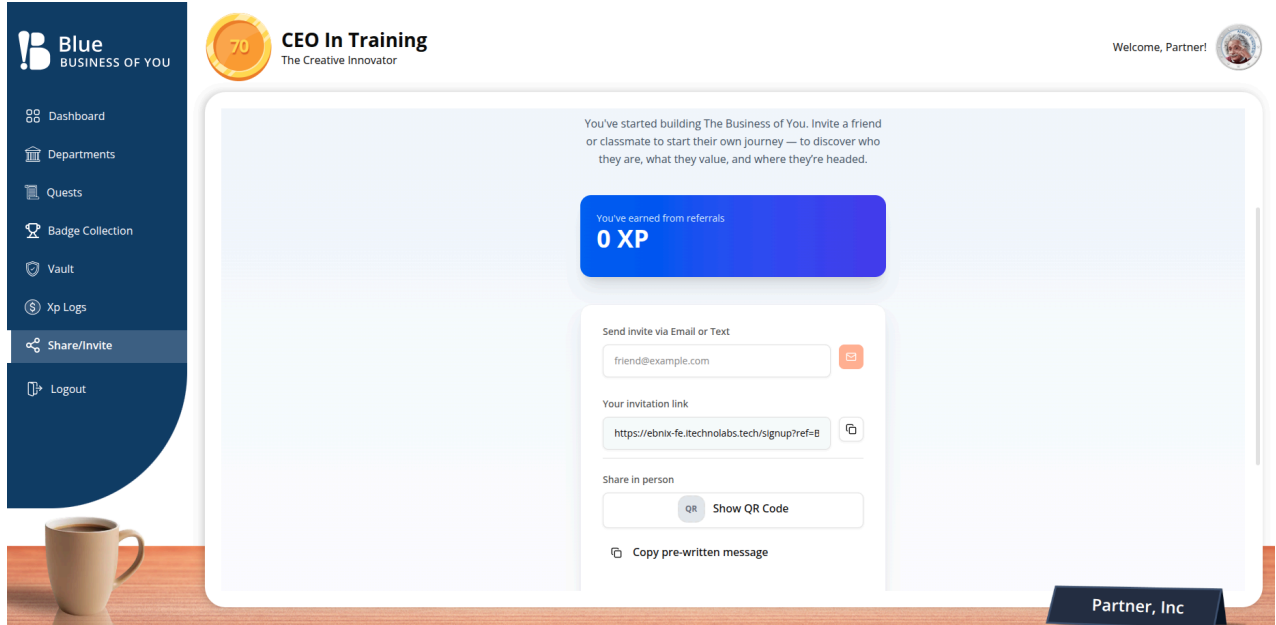 Blue
BUSINESS OF YOU
70
CEO In Training
The Creative Innovator
Welcome, Partner!
Dashboard
Departments
Quests
Badge Collection
Vault
Xp Logs
Share/Invite
Logout
You've started building The Business of You. Invite a friend
or classmate to start their own journey — to discover who
they are, what they value, and where they're headed.
You've earned from referrals
0 XP
Send invite via Email or Text
friend@example.com
Your invitation link
https://ebnix-fe.itechnolabs.tech/signup?ref=B
Share in person
QR
Show QR Code
Copy pre-written message
Partner, Inc